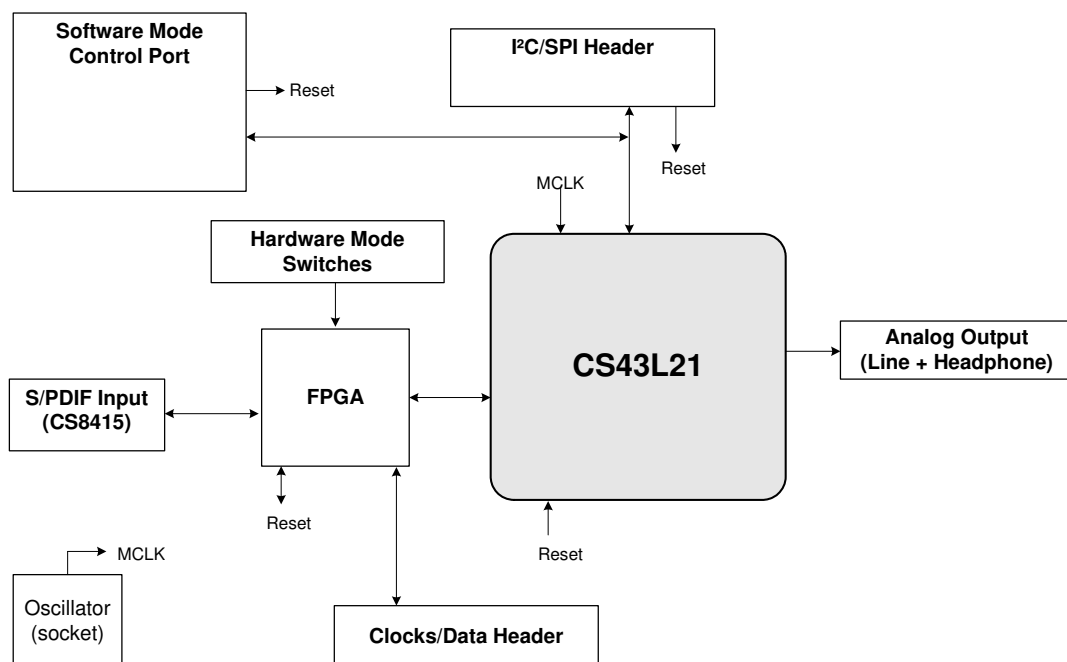 Software Mode
Control Port
Reset
I²C/SPI Header
Reset
MCLK
Hardware Mode
Switches
CS43L21
Analog Output
(Line + Headphone)
FPGA
S/PDIF Input
(CS8415)
Reset
Reset
MCLK
Oscillator
(socket)
Clocks/Data Header